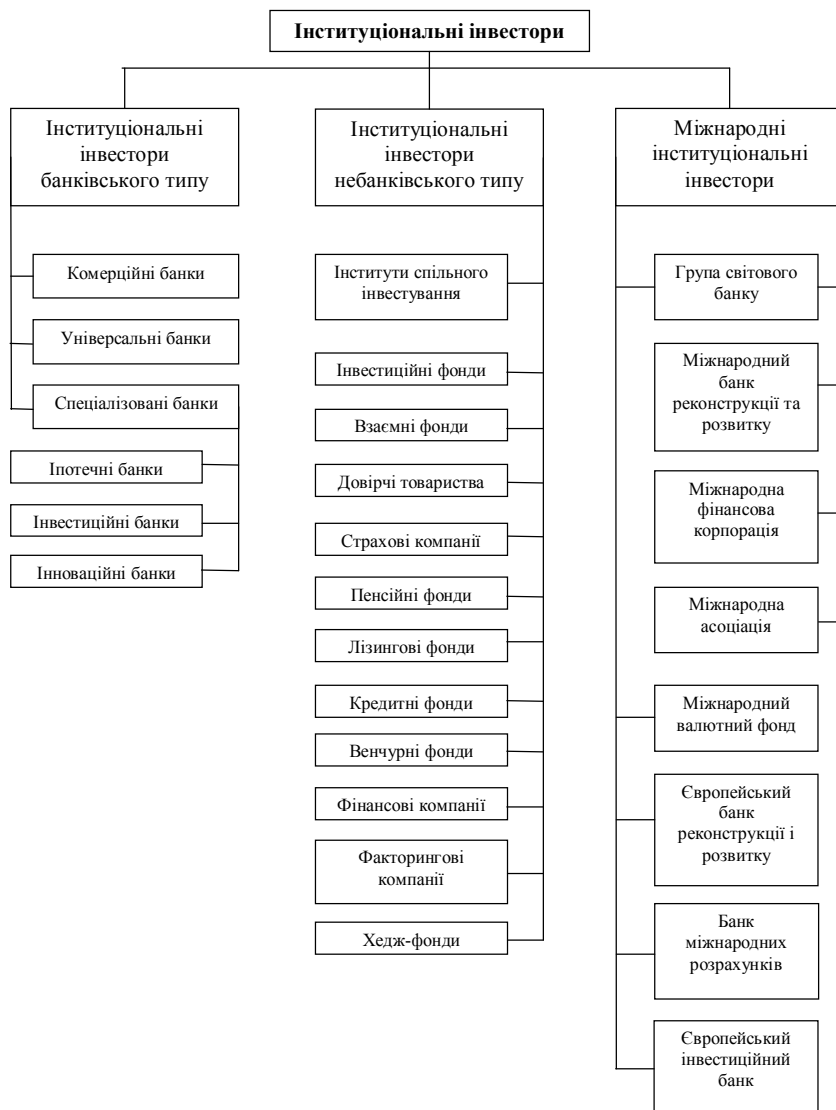 Інституціональні інвестори
Інституціональні
інвестори
банківського типу
Комерційні банки
Універсальні банки
Спеціалізовані банки
Іпотечні банки
Інвестиційні банки
Інноваційні банки
Інституціональні
інвестори
небанківського типу
Інститути спільного
інвестування
Інвестиційні фонди
Взаємні фонди
Довірчі товариства
Страхові компанії
Пенсійні фонди
Лізингові фонди
Кредитні фонди
Венчурні фонди
Фінансові компанії
Факторингові
компанії
Хедж-фонди
Міжнародні
інституціональні
інвестори
Група світового
банку
Міжнародний
банк
реконструкції та
розвитку
Міжнародна
фінансова
корпорація
Міжнародна
асоціація
Міжнародний
валютний фонд
Європейський
банк
реконструкції і
розвитку
Банк
міжнародних
розрахунків
Європейський
інвестиційний
банк